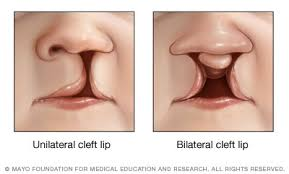 Unilateral cleft lip
Bilateral cleft lip
© MAYO FOUNDATION FOR MEDICAL EDUCATION AND RESEARCH. ALL RIGHTS RESERVED.